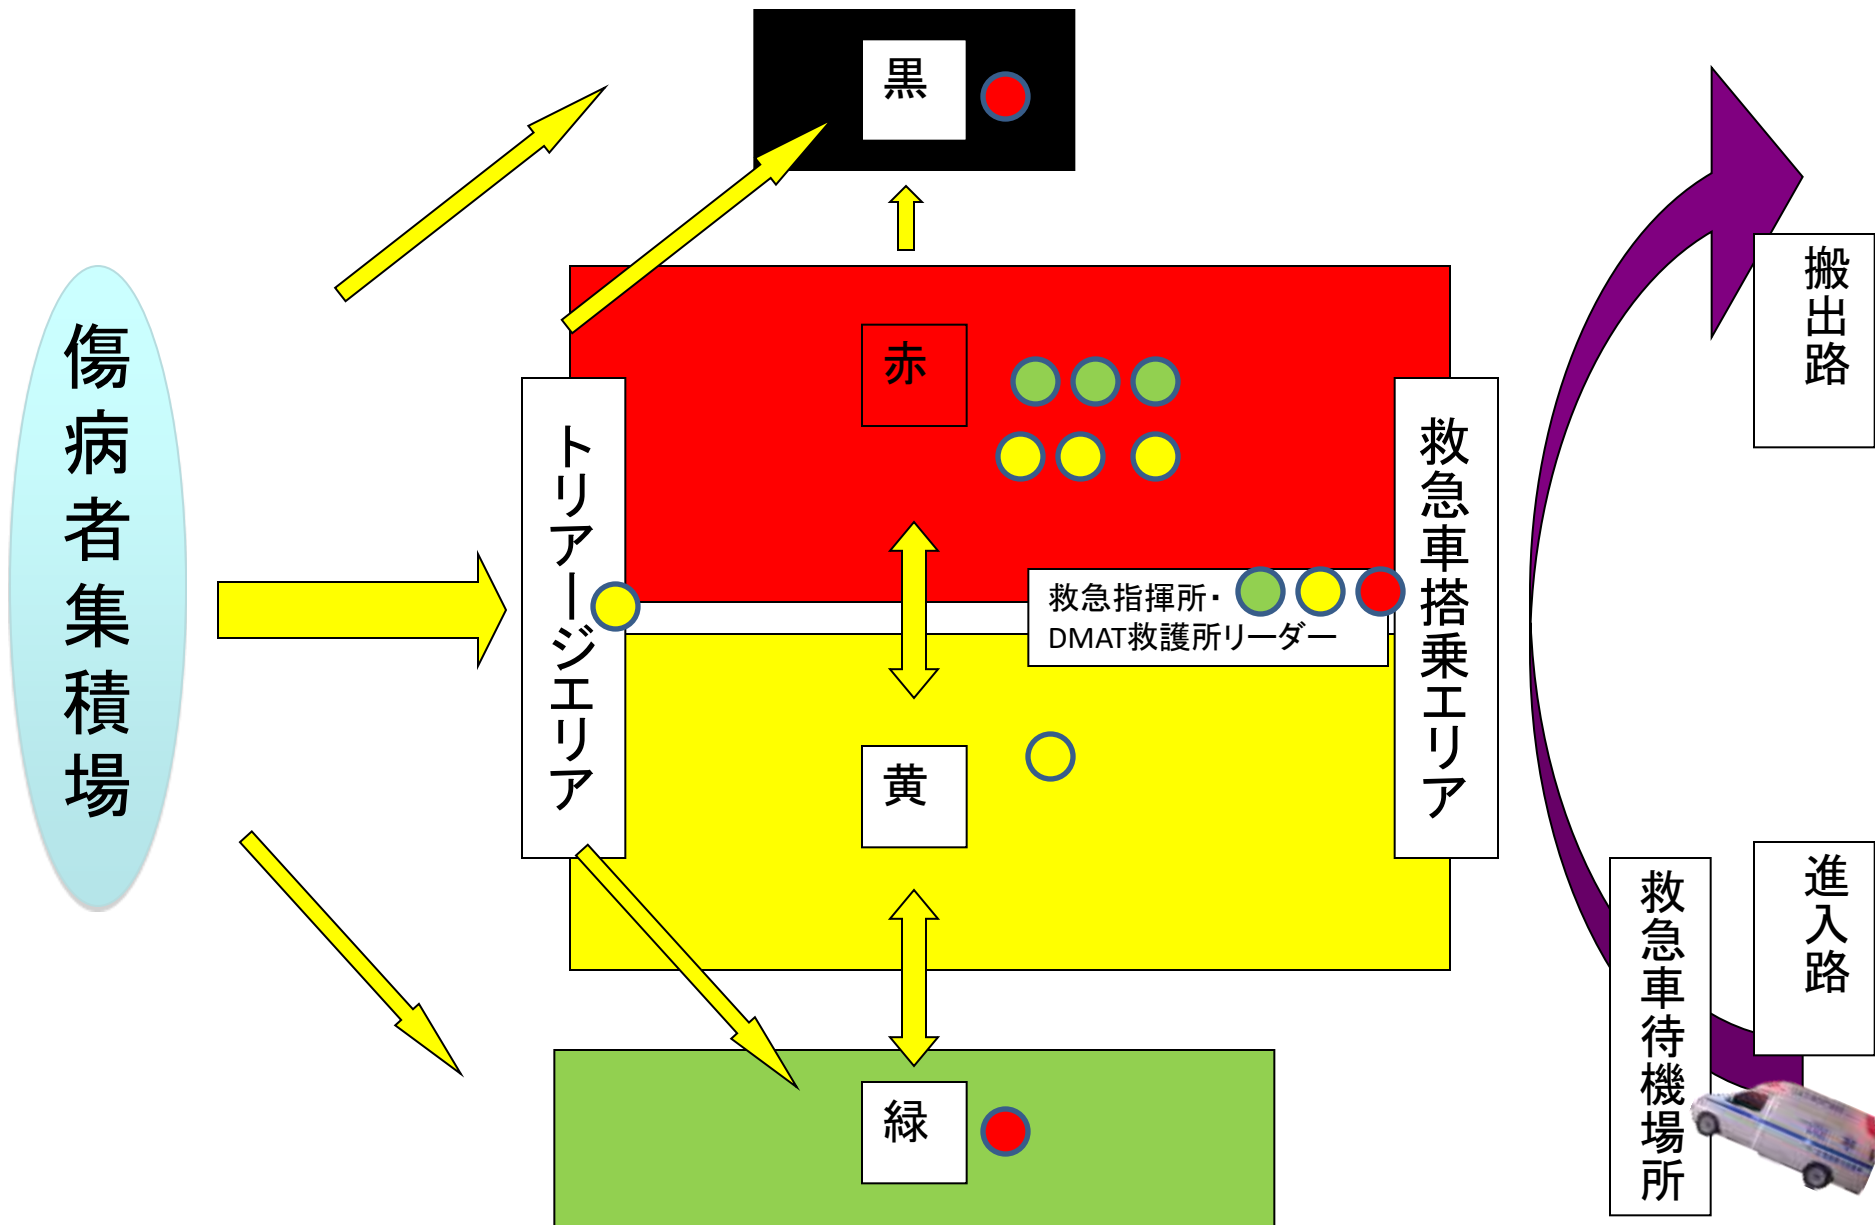 黒
傷病者集積場
赤
トリアージエリア
救急指揮所・
DMAT救護所リーダー
救急車搭乗エリア
搬出路
黄
進入路
救急車待機場所
緑